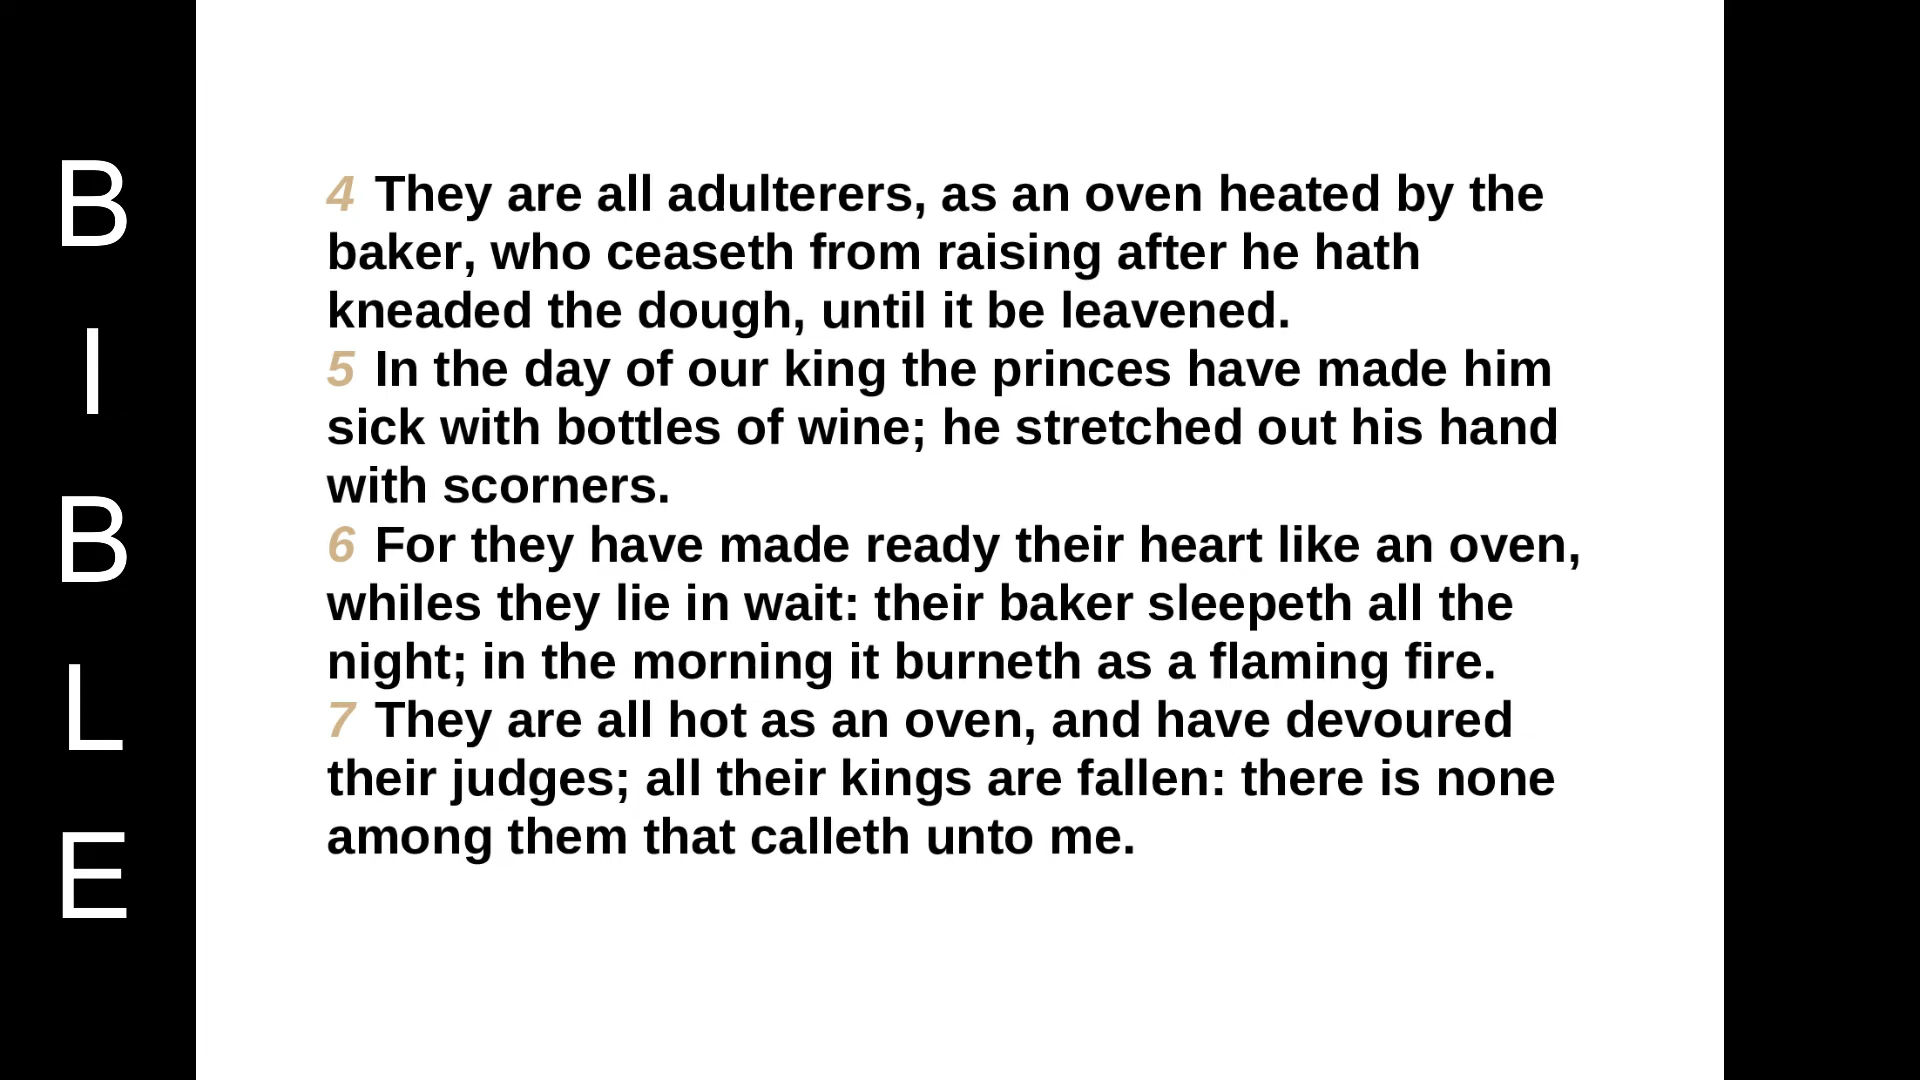 B
I
B
L
E
4 They are all adulterers, as an oven heated by the
baker, who ceaseth from raising after he hath
kneaded the dough, until it be leavened.
5 In the day of our king the princes have made him
sick with bottles of wine; he stretched out his hand
with scorners.
6 For they have made ready their heart like an oven,
whiles they lie in wait: their baker sleepeth all the
night; in the morning it burneth as a flaming fire.
7 They are all hot as an oven, and have devoured
their judges; all their kings are fallen: there is none
among them that calleth unto me.